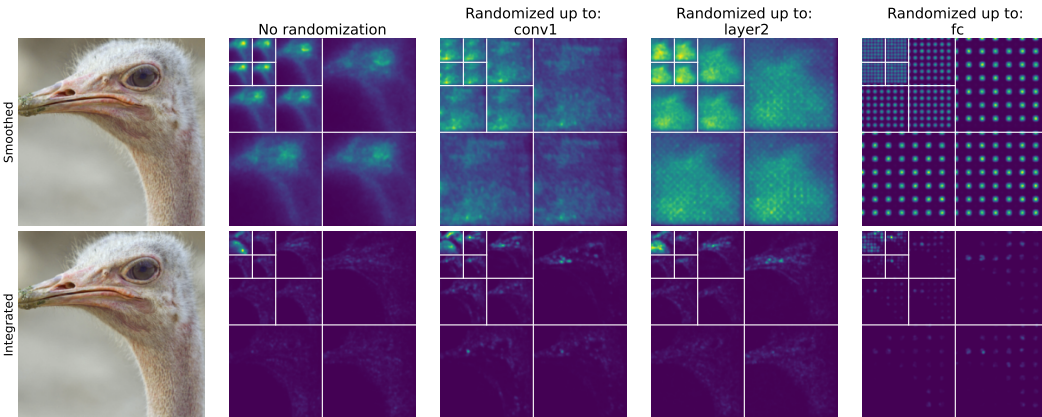 No randomization
Randomized up to:
conv1
Randomized up to:
layer2
Randomized up to:
fc
Smoothed
Integrated